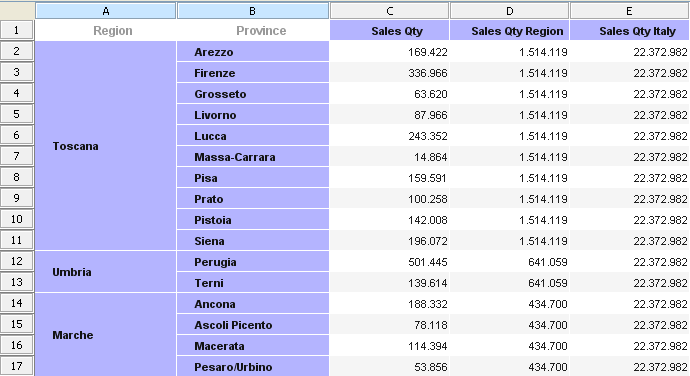 A B C D E
1 Region Province Sales Qty Sales Qty Region Sales Qty Italy
2 Arezzo 169.422 1.514.119 22.372.982
3 Firenze 336.966 1.514.119 22.372.982
4 Grosseto 63.620 1.514.119 22.372.982
5 Livorno 87.966 1.514.119 22.372.982
6 Lucca 243.352 1.514.119 22.372.982
Toscana
7 Massa-Carrara 14.864 1.514.119 22.372.982
8 Pisa 159.591 1.514.119 22.372.982
9 Prato 100.258 1.514.119 22.372.982
10 Pistoia 142.008 1.514.119 22.372.982
11 Siena 196.072 1.514.119 22.372.982
12 Perugia 501.445 641.059 22.372.982
Umbria
13 Terni 139.614 641.059 22.372.982
14 Ancona 188.332 434.700 22.372.982
15 Ascoli Picento 78.118 434.700 22.372.982
Marche
16 Macerata 114.394 434.700 22.372.982
17 Pesaro/Urbino 53.856 434.700 22.372.982